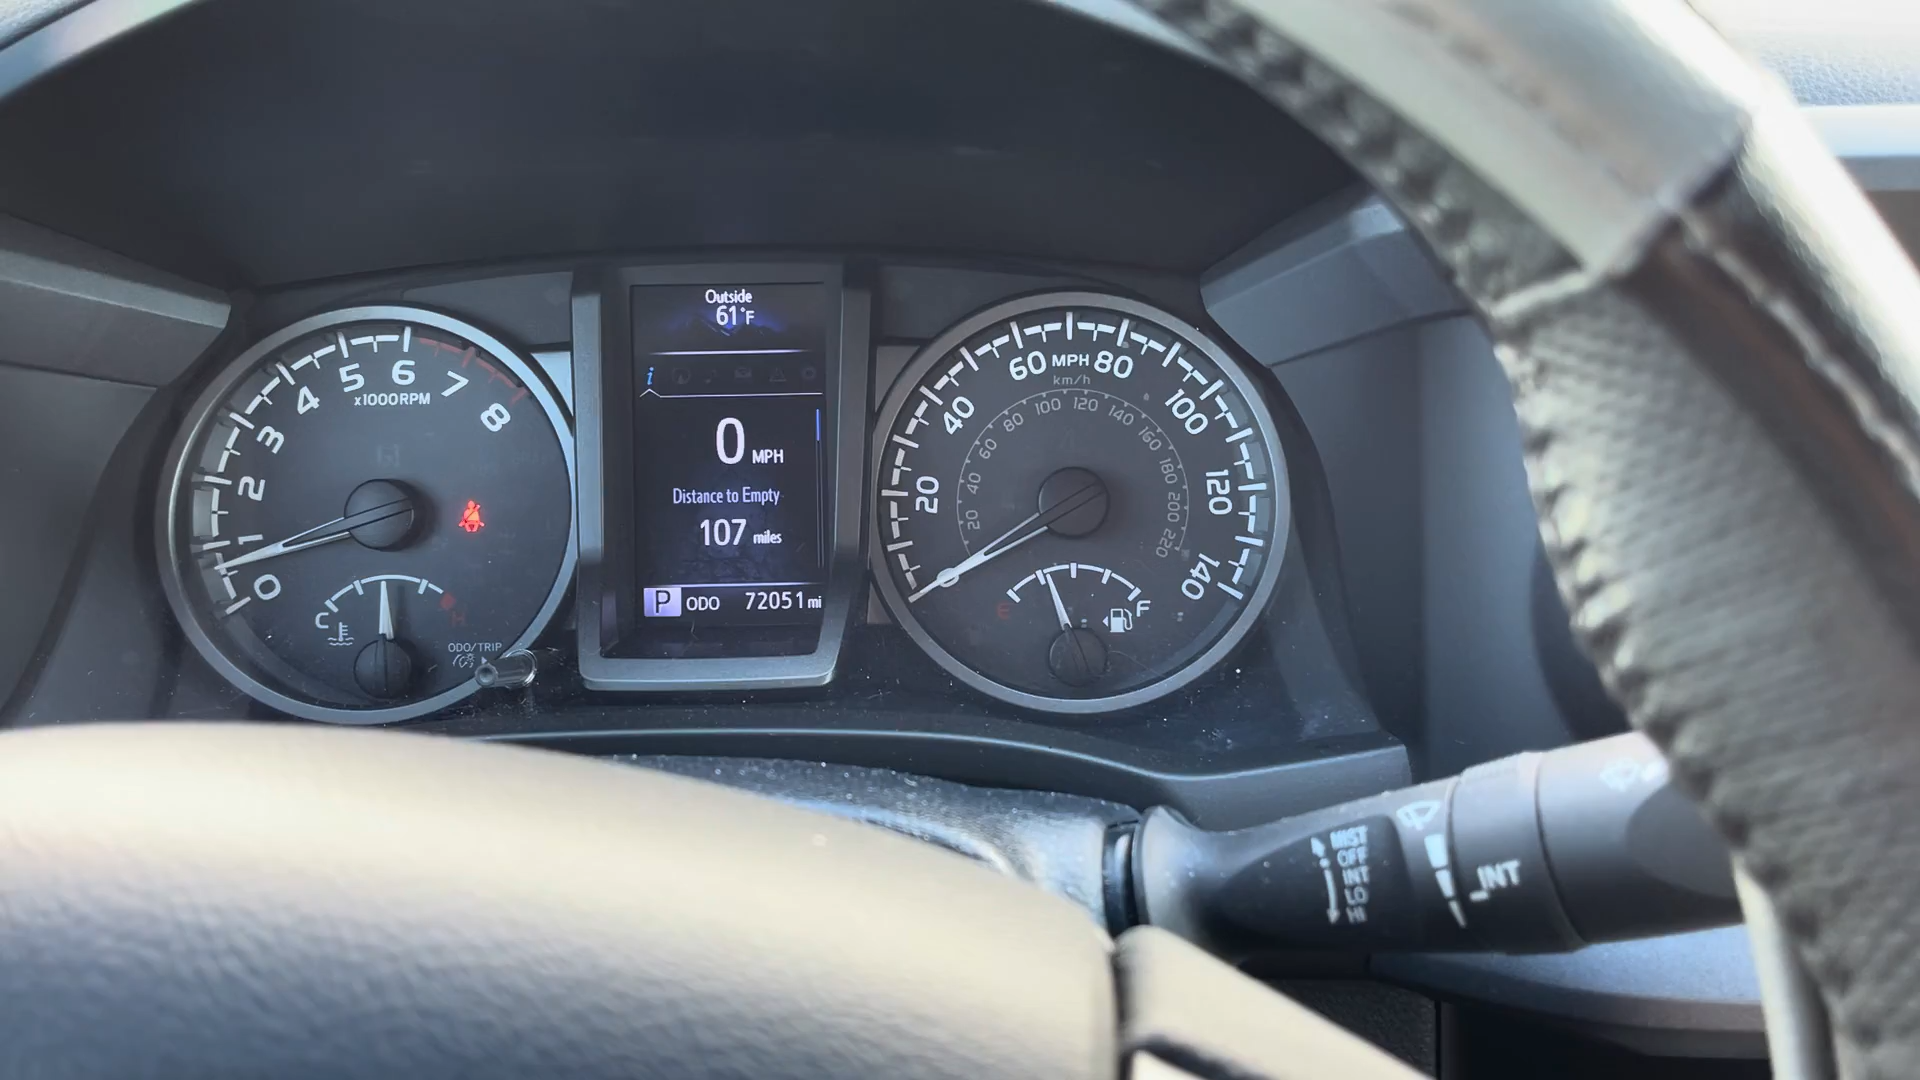 Outside
61°F
i
0 MPH
Distance to Empty
107 miles
P ODO 72051 mi
0 1 2 3 4 5 6 7 8
x1000RPM
C H
ODO/TRIP
20 40 60 MPH 80 100 120 140
km/h
20 40 60 80 100 120 140 160 180 200 220
E F
MIST
OFF
INT
LO
HI
INT